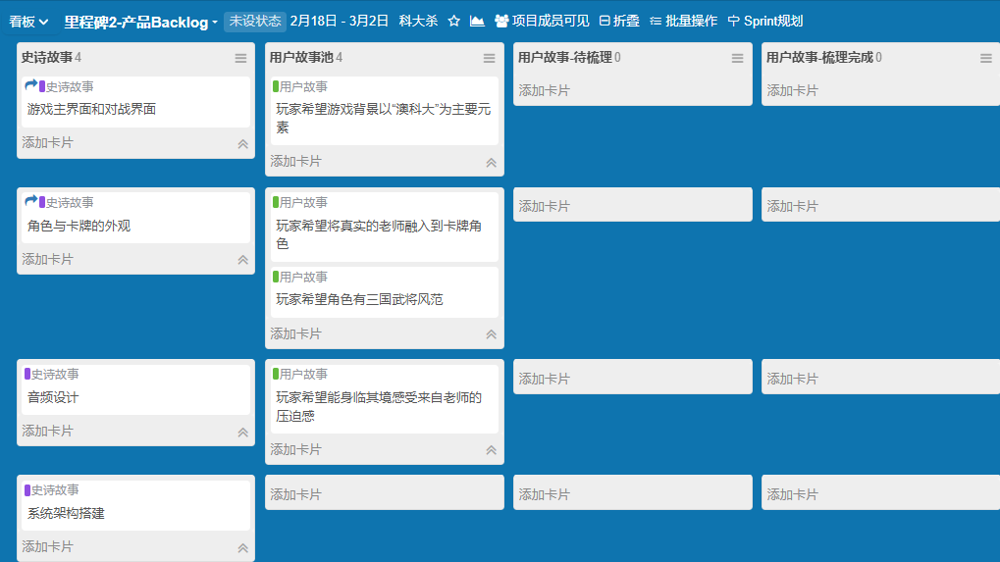 看板 里程碑2-产品Backlog 未设状态 2月18日 - 3月2日 科大杀 项目成员可见 折叠 批量操作 Sprint规划
史诗故事 4
史诗故事
游戏主界面和对战界面
添加卡片
史诗故事
角色与卡牌的外观
添加卡片
史诗故事
音频设计
添加卡片
史诗故事
系统架构搭建
添加卡片
用户故事池 4
用户故事
玩家希望游戏背景以“澳科大”为主要元
素
添加卡片
用户故事
玩家希望将真实的老师融入到卡牌角
色
用户故事
玩家希望角色有三国武将风范
添加卡片
用户故事
玩家希望能身临其境感受来自老师的
压迫感
添加卡片
添加卡片
用户故事-待梳理 0
添加卡片
添加卡片
添加卡片
添加卡片
用户故事-梳理完成 0
添加卡片
添加卡片
添加卡片
添加卡片